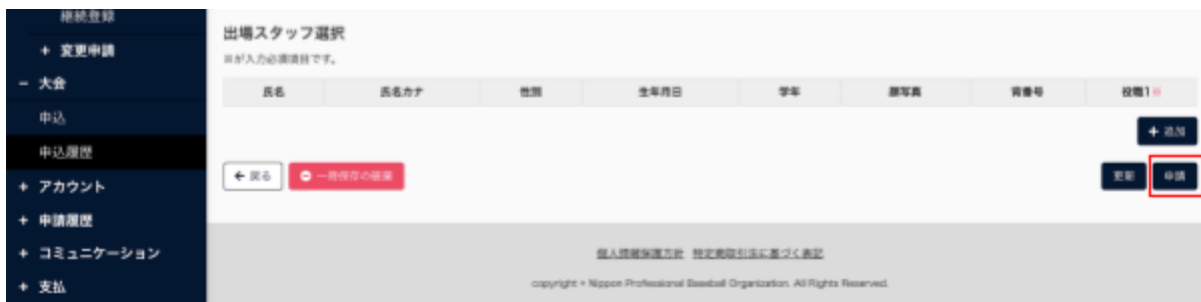 継続登録
+ 変更申請
− 大会
申込
申込履歴
+ アカウント
+ 申請履歴
+ コミュニケーション
+ 支払
出場スタッフ選択
※が入力必須項目です。
氏名 氏名カナ 性別 生年月日 学年 顔写真 背番号 役職1※
+ 追加
← 戻る 一時保存の破棄 更新 申請
個人情報保護方針 特定商取引法に基づく表記
copyright © Nippon Professional Baseball Organization. All Rights Reserved.